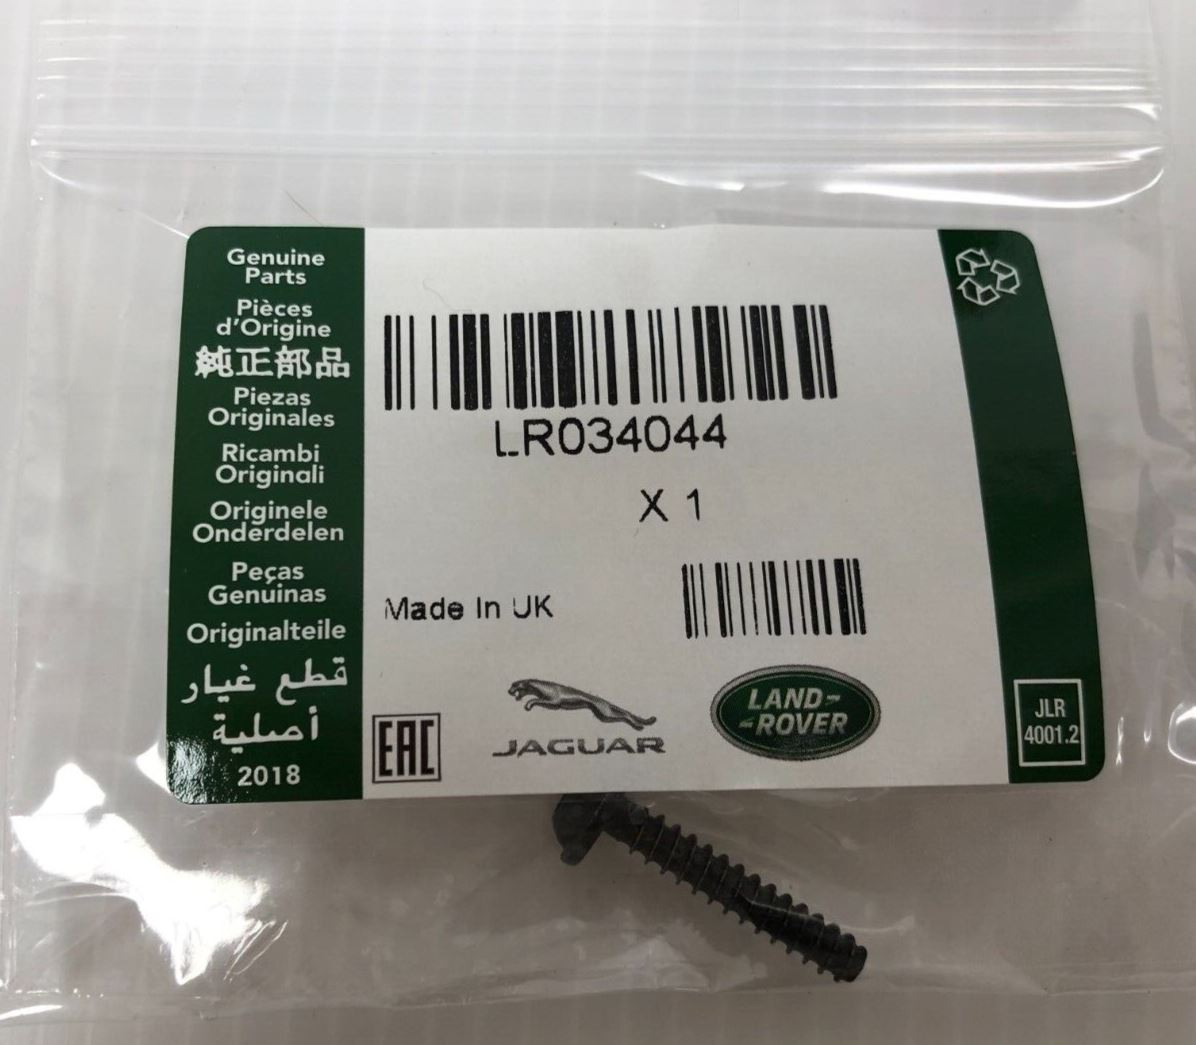 Genuine
Parts
Pièces
d'Origine
純正部品
Piezas
Originales
Ricambi
Originali
Originele
Onderdelen
Peças
Genuinas
Originalteile
قطع غيار
أصلية
2018
LR034044
X 1
Made In UK
EAC
JAGUAR
LAND-
-ROVER
JLR
4001.2